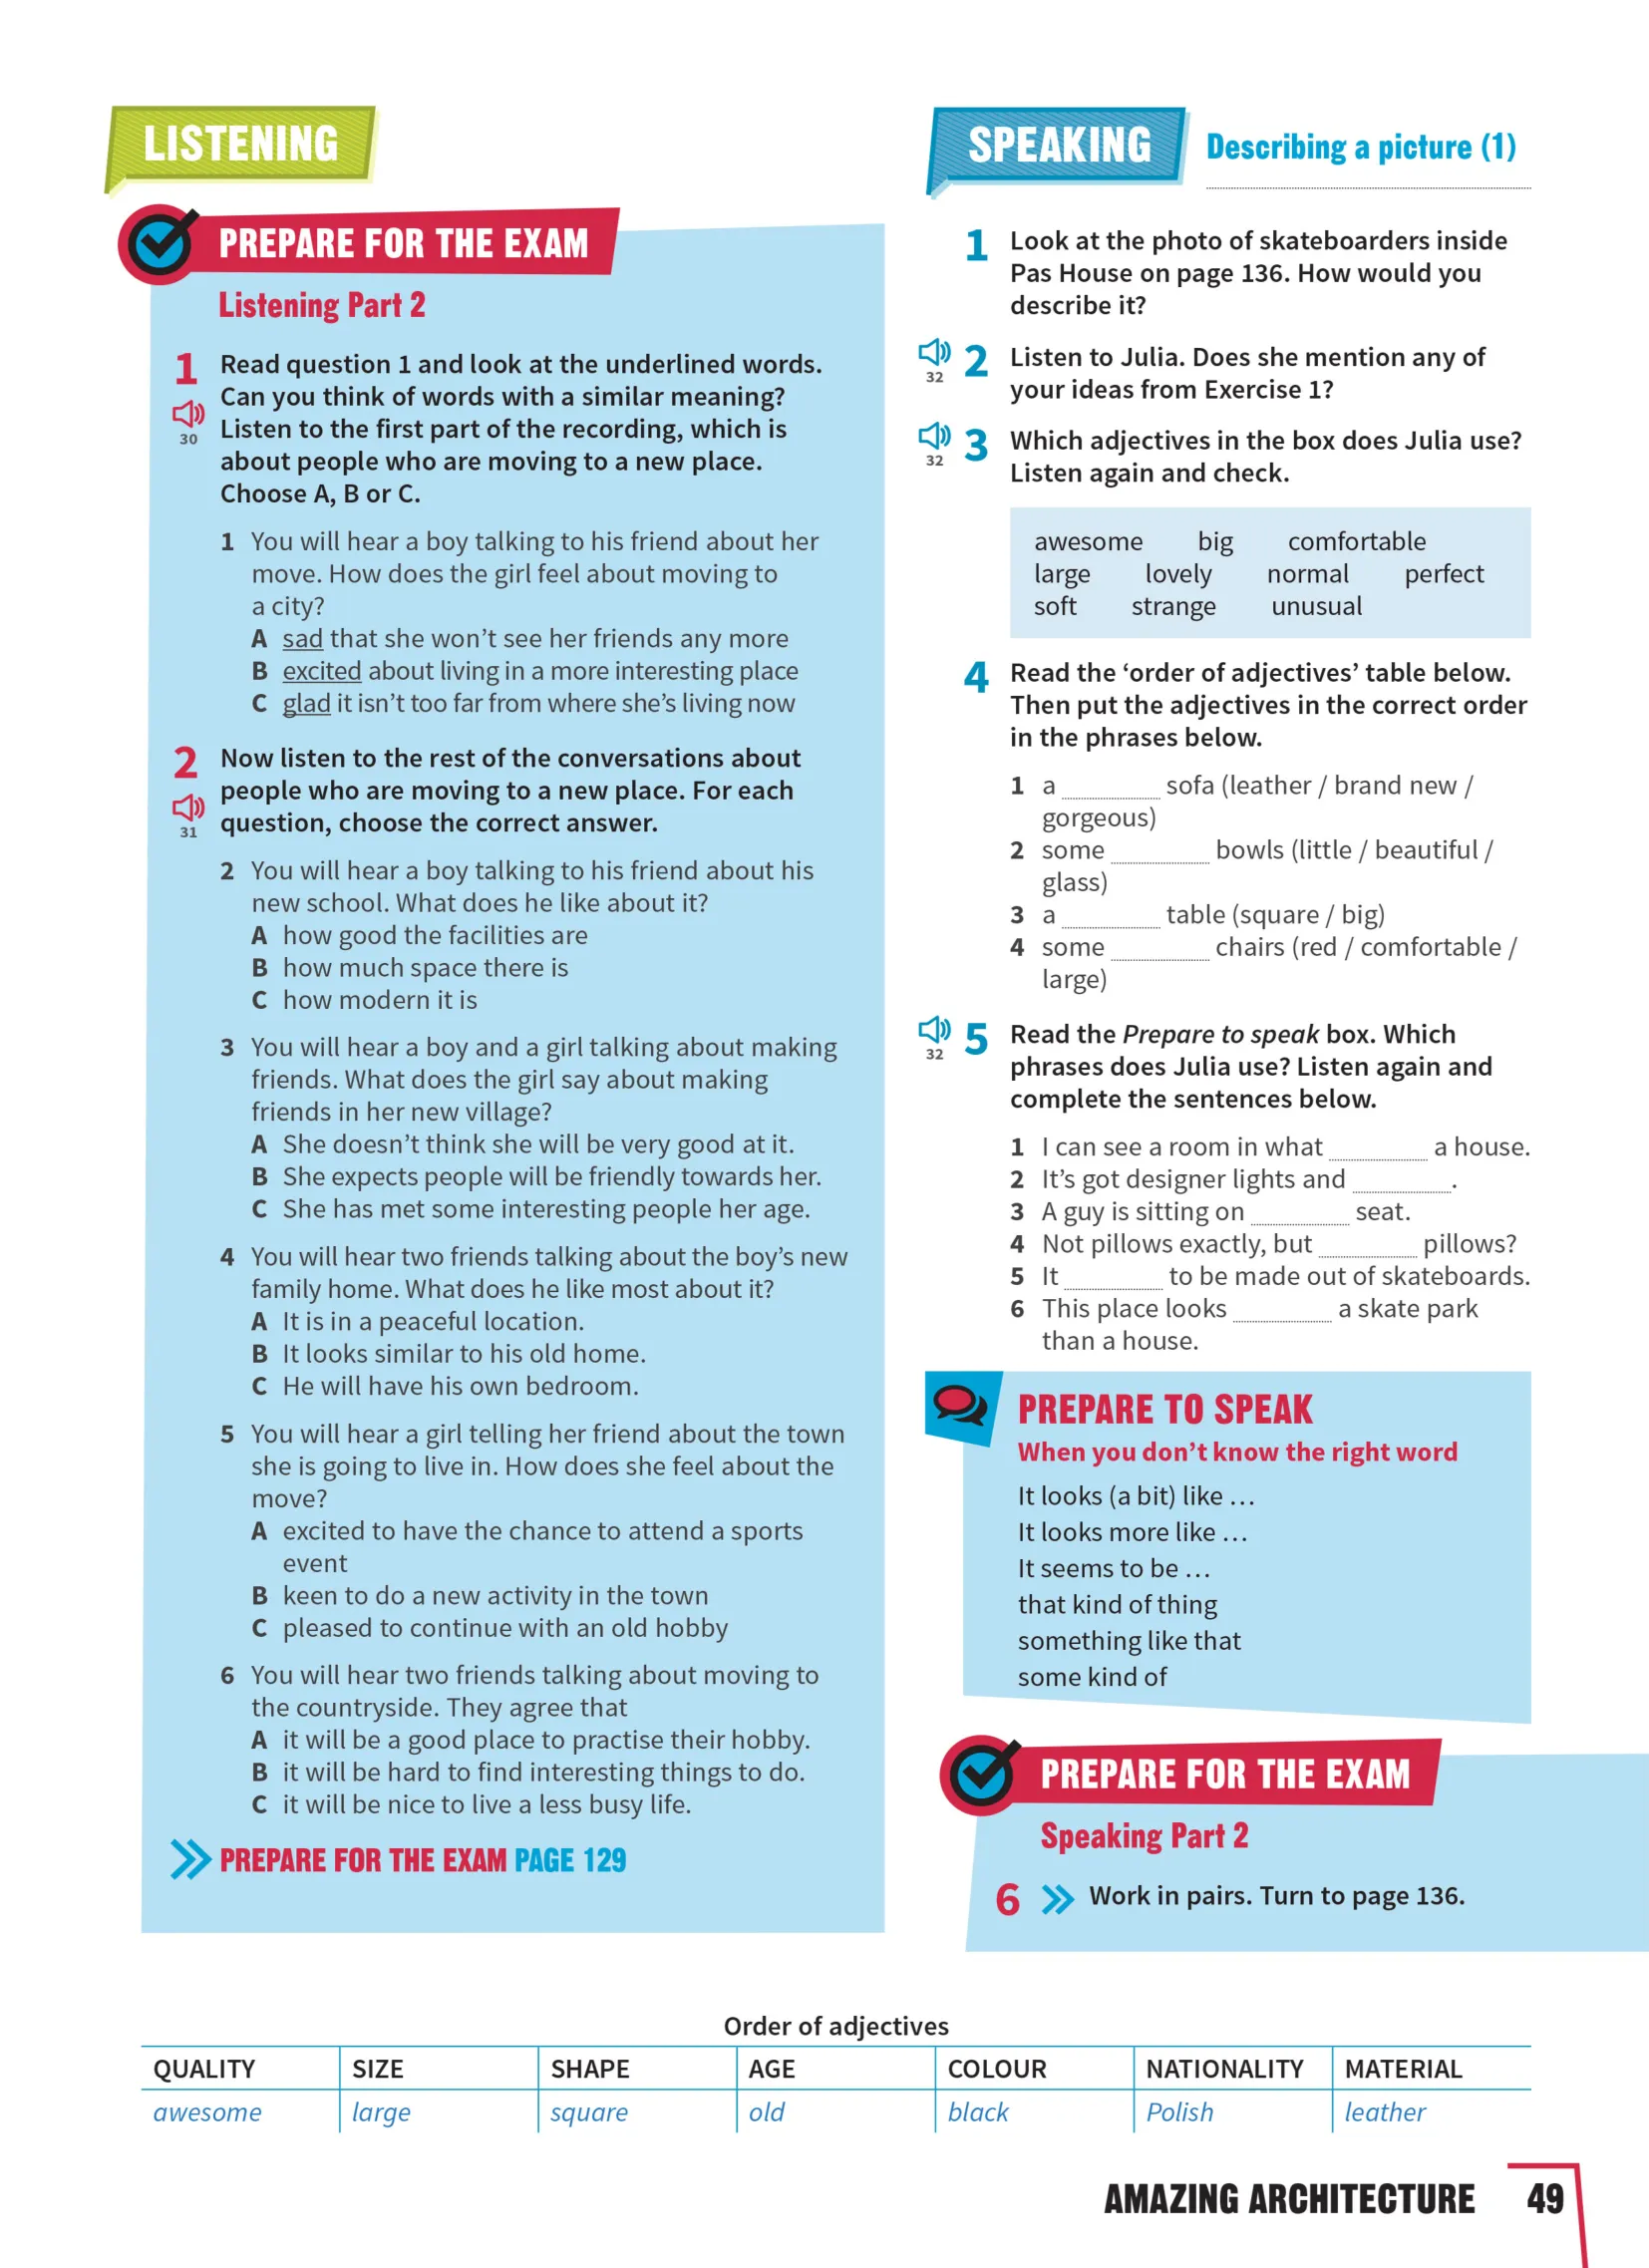 LISTENING
PREPARE FOR THE EXAM
Listening Part 2
1 Read question 1 and look at the underlined words.
Can you think of words with a similar meaning?
30 Listen to the first part of the recording, which is
about people who are moving to a new place.
Choose A, B or C.
1 You will hear a boy talking to his friend about her
move. How does the girl feel about moving to
a city?
A sad that she won't see her friends any more
B excited about living in a more interesting place
C glad it isn't too far from where she's living now
2 Now listen to the rest of the conversations about
people who are moving to a new place. For each
31 question, choose the correct answer.
2 You will hear a boy talking to his friend about his
new school. What does he like about it?
A how good the facilities are
B how much space there is
C how modern it is
3 You will hear a boy and a girl talking about making
friends. What does the girl say about making
friends in her new village?
A She doesn't think she will be very good at it.
B She expects people will be friendly towards her.
C She has met some interesting people her age.
4 You will hear two friends talking about the boy's new
family home. What does he like most about it?
A It is in a peaceful location.
B It looks similar to his old home.
C He will have his own bedroom.
5 You will hear a girl telling her friend about the town
she is going to live in. How does she feel about the
move?
A excited to have the chance to attend a sports
event
B keen to do a new activity in the town
C pleased to continue with an old hobby
6 You will hear two friends talking about moving to
the countryside. They agree that
A it will be a good place to practise their hobby.
B it will be hard to find interesting things to do.
C it will be nice to live a less busy life.
PREPARE FOR THE EXAM PAGE 129
SPEAKING Describing a picture (1)
1 Look at the photo of skateboarders inside
Pas House on page 136. How would you
describe it?
32 2 Listen to Julia. Does she mention any of
your ideas from Exercise 1?
32 3 Which adjectives in the box does Julia use?
Listen again and check.
awesome big comfortable
large lovely normal perfect
soft strange unusual
4 Read the 'order of adjectives' table below.
Then put the adjectives in the correct order
in the phrases below.
1 a ________ sofa (leather / brand new /
gorgeous)
2 some ________ bowls (little / beautiful /
glass)
3 a ________ table (square / big)
4 some ________ chairs (red / comfortable /
large)
32 5 Read the Prepare to speak box. Which
phrases does Julia use? Listen again and
complete the sentences below.
1 I can see a room in what ________ a house.
2 It's got designer lights and ________.
3 A guy is sitting on ________ seat.
4 Not pillows exactly, but ________ pillows?
5 It ________ to be made out of skateboards.
6 This place looks ________ a skate park
than a house.
PREPARE TO SPEAK
When you don't know the right word
It looks (a bit) like …
It looks more like …
It seems to be …
that kind of thing
something like that
some kind of
PREPARE FOR THE EXAM
Speaking Part 2
6 Work in pairs. Turn to page 136.
Order of adjectives
QUALITY SIZE SHAPE AGE COLOUR NATIONALITY MATERIAL
awesome large square old black Polish leather
AMAZING ARCHITECTURE 49